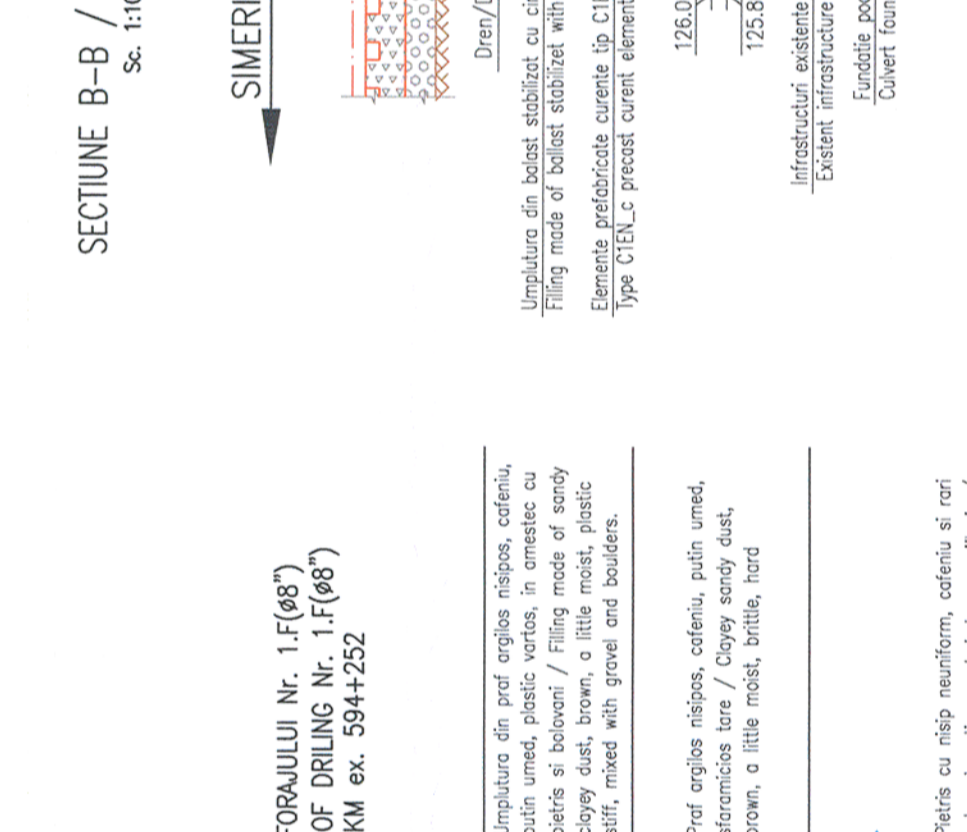 SECTIUNE B-B /
Sc. 1:10
SIMERI
Dren/
Umplutura din balast stabilizat cu
Filling made of ballast stabilizet with
Elemente prefabricate curente tip
Type C1EN_c precast curent element
126.0
125.8
Infrastructuri existente
Existent infrastructure
Fundatie
Culvert
FORAJULUI Nr. 1.F(ø8")
OF DRILING Nr. 1.F(ø8")
KM ex. 594+252
Umplutura din praf argilos nisipos, cafeniu,
putin umed, plastic vartos, in amestec cu
pietris si bolovani / Filling made of sandy
clayey dust, brown, a little moist, plastic
stiff, mixed with gravel and boulders.
Praf argilos nisipos, cafeniu, putin umed,
sfaramicios tare / Clayey sandy dust,
brown, a little moist, brittle, hard
Pietris cu nisip neuniform, cafeniu si rari